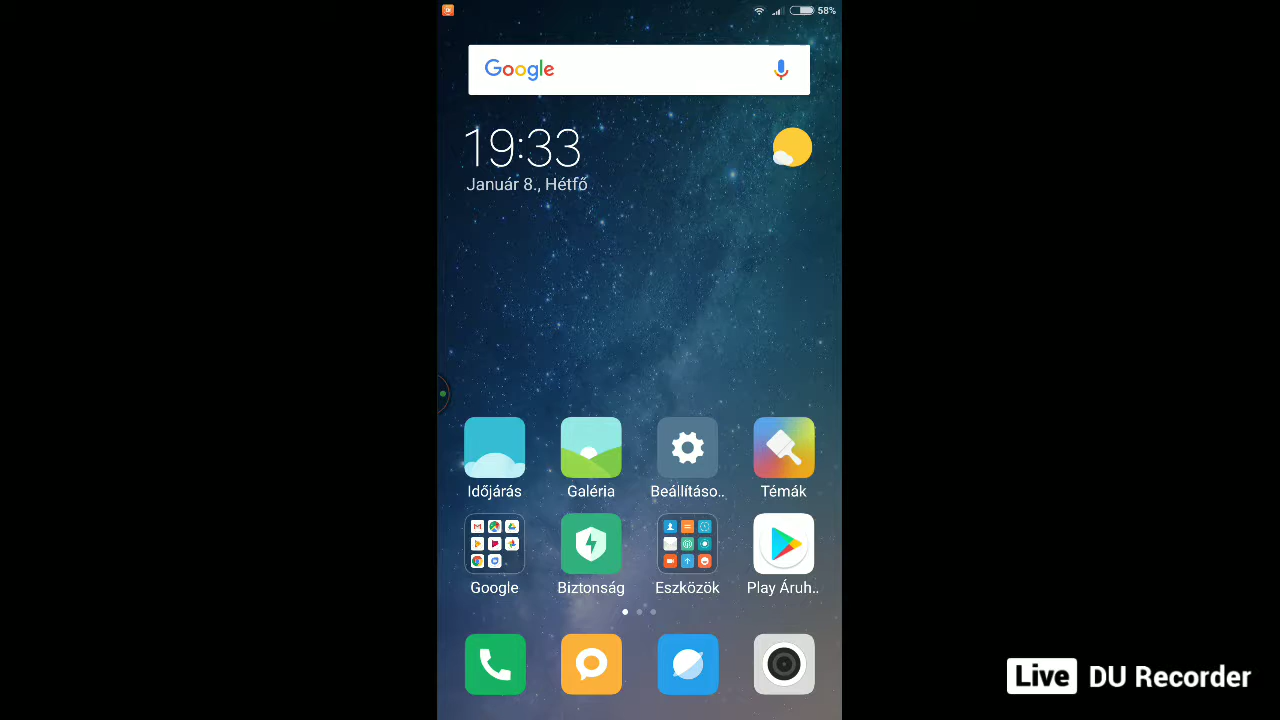 58%
Google
19:33
Január 8., Hétfő
Időjárás
Galéria
Beállításo..
Témák
Google
Biztonság
Eszközök
Play Áruh..
Live DU Recorder